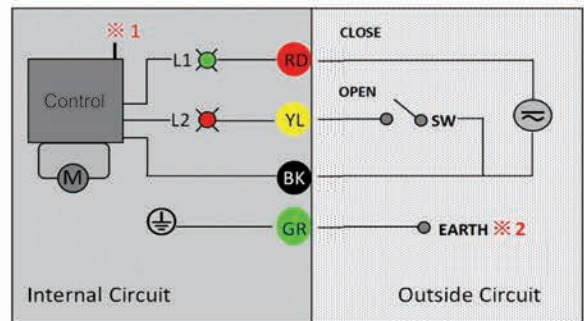 ※ 1
CLOSE
L1
RD
Control
OPEN
L2
YL
SW
M
BK
GR
EARTH ※ 2
Internal Circuit
Outside Circuit